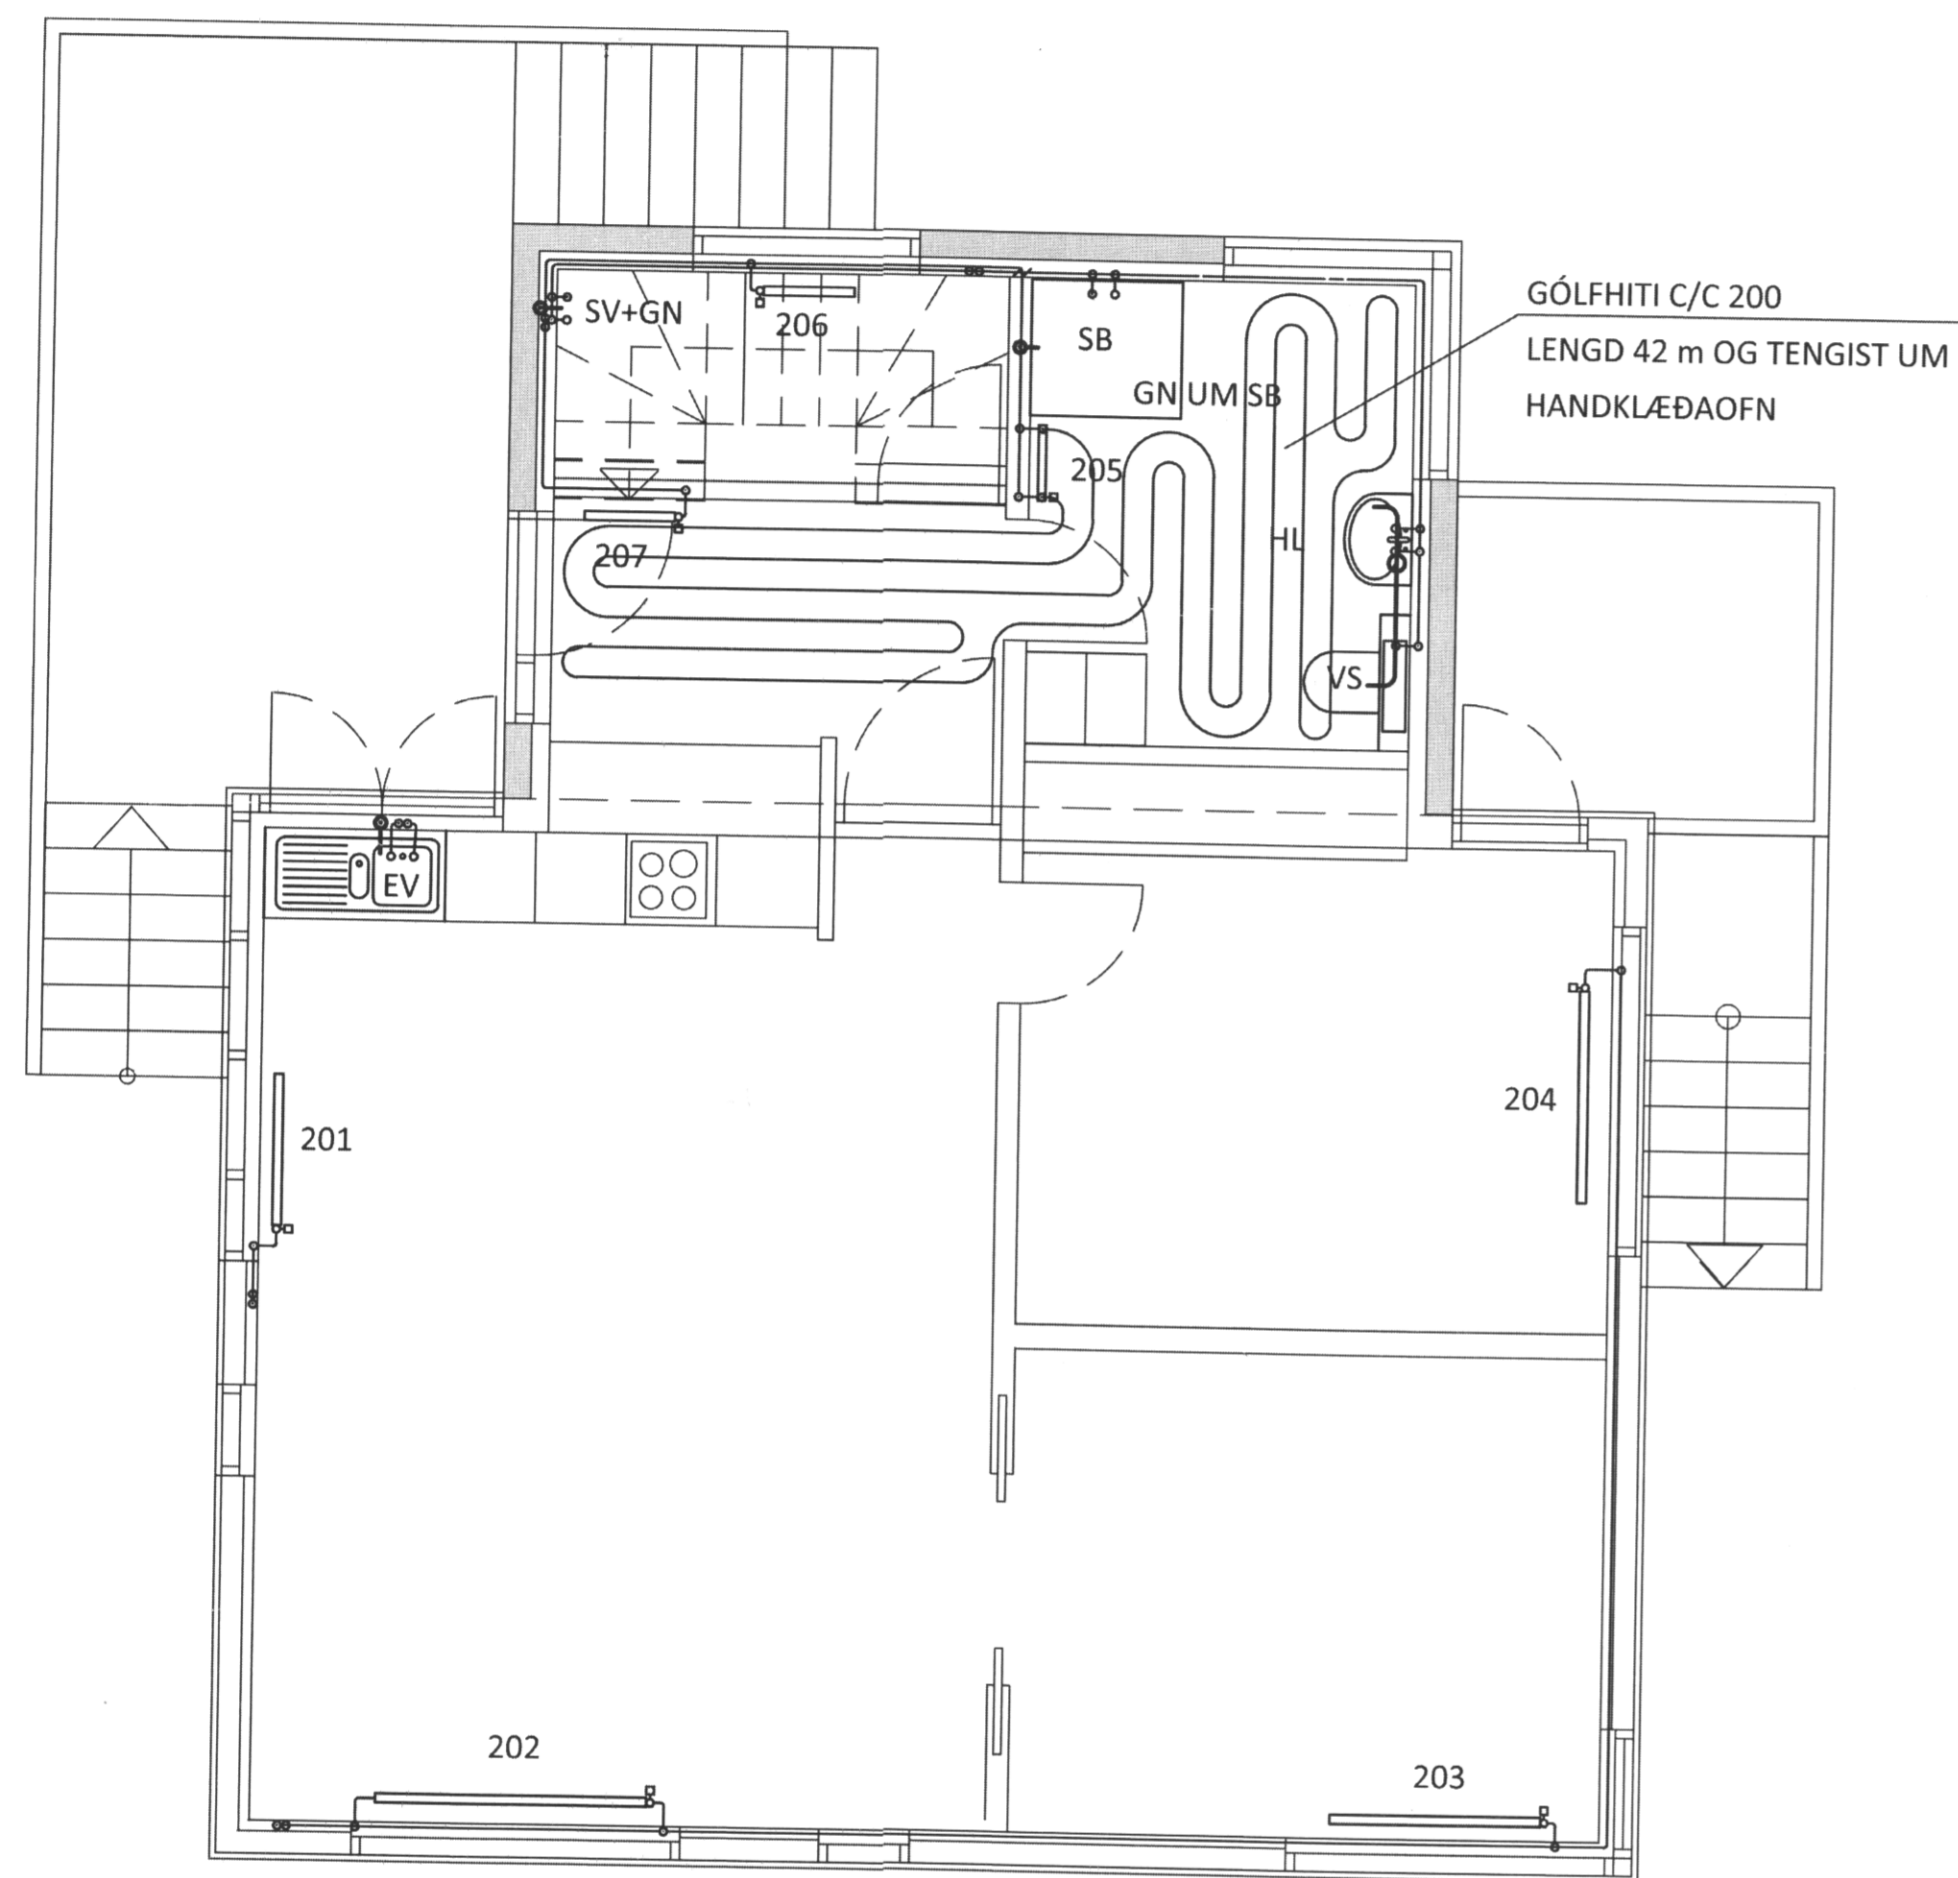 GÓLFHITI C/C 200
LENGD 42 m OG TENGIST UM
HANDKLÆÐAOFN
SV+GN
206
SB
GN UM SB
205
207
HL
VS
EV
201
204
202
203